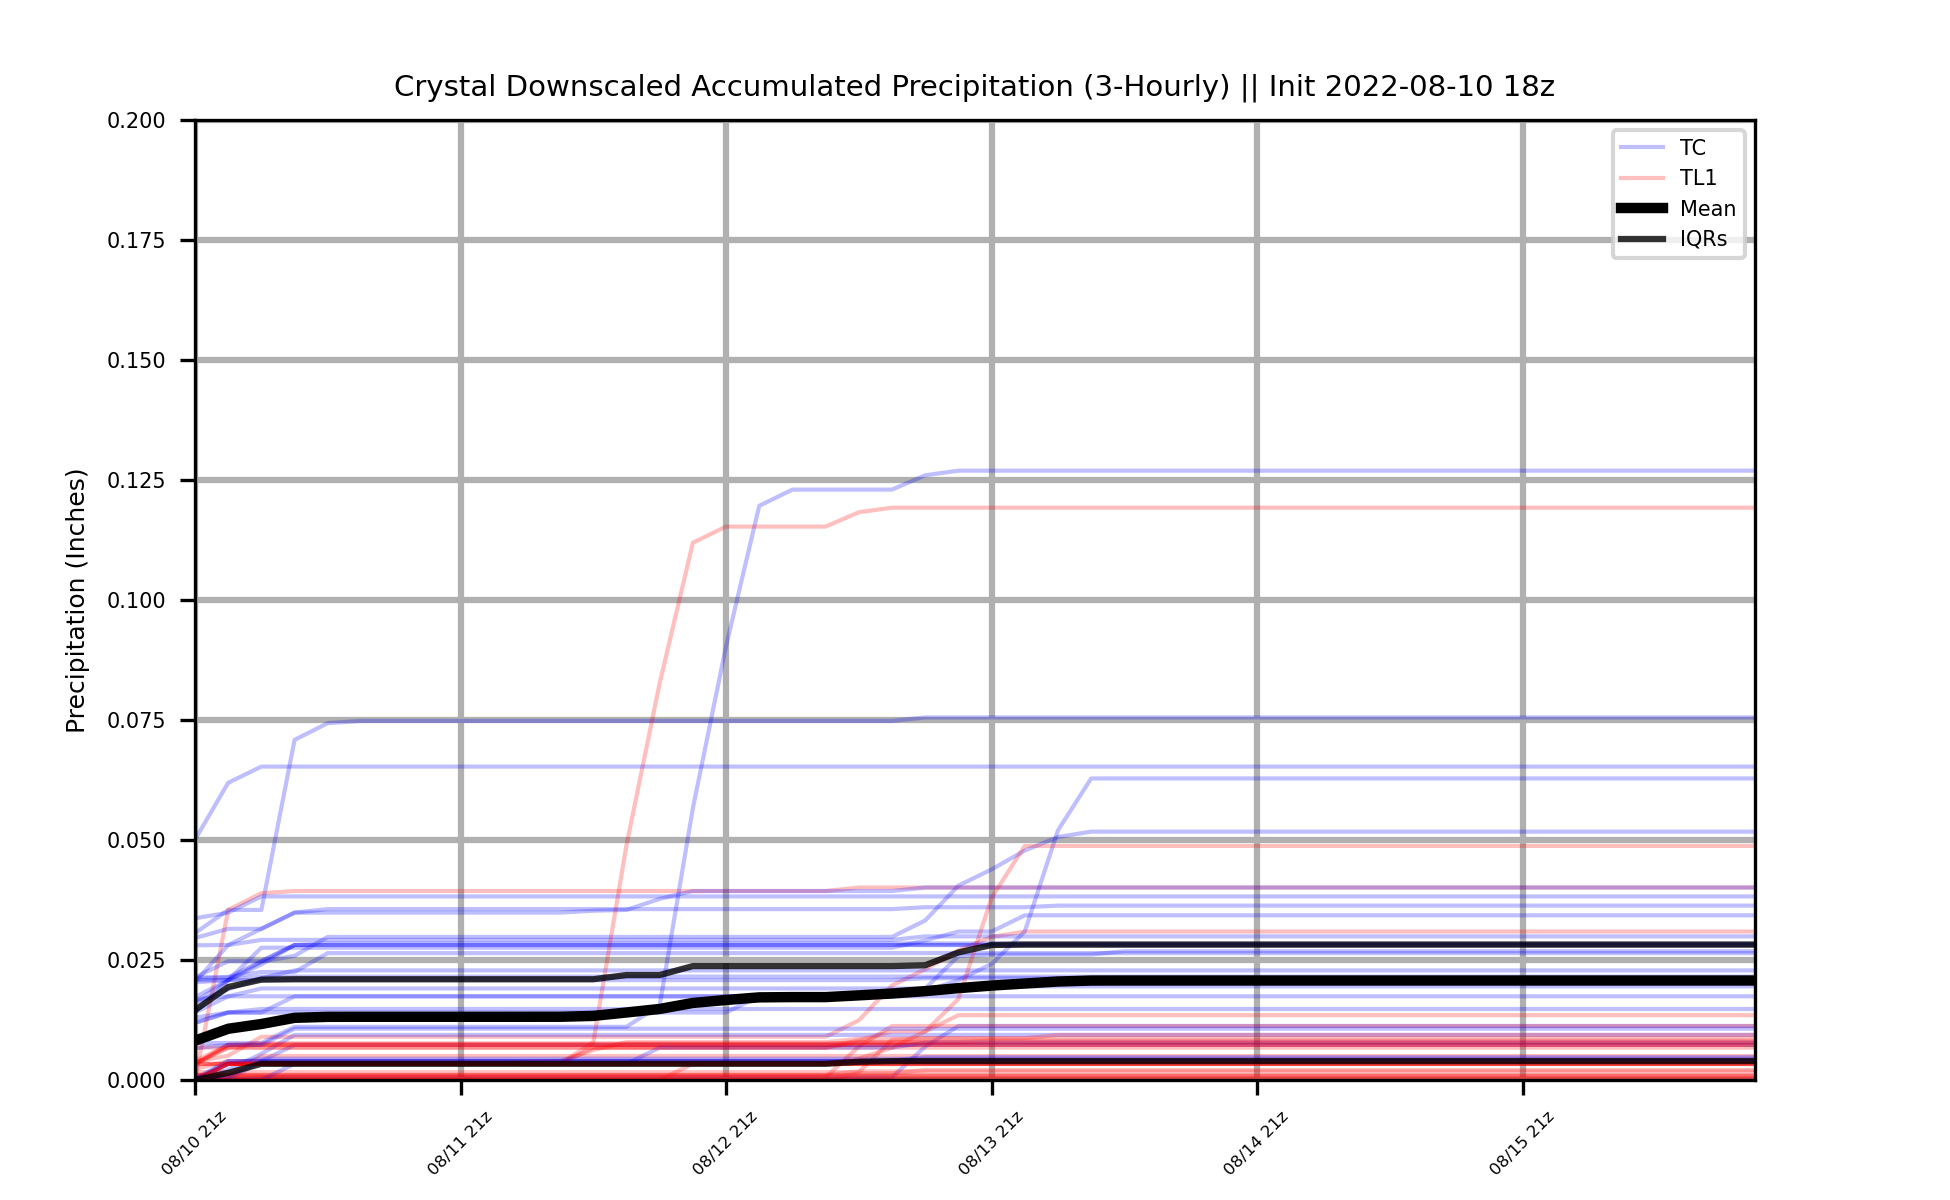 Crystal Downscaled Accumulated Precipitation (3-Hourly) || Init 2022-08-10 18z
0.200
0.175
0.150
0.125
0.100
0.075
0.050
0.025
0.000
Precipitation (Inches)
TC
TL1
Mean
IQRs
08/10 21z
08/11 21z
08/12 21z
08/13 21z
08/14 21z
08/15 21z